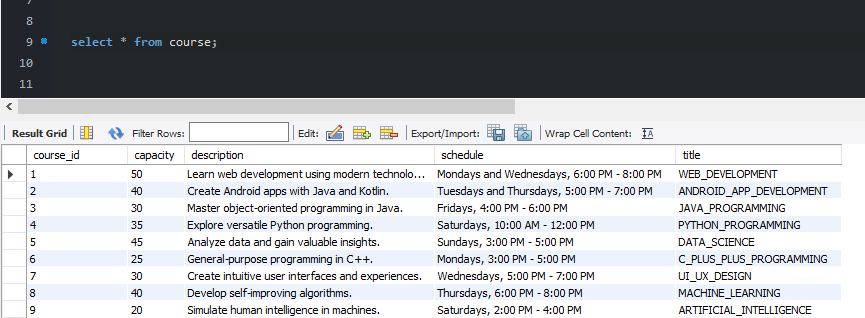 8
9 select * from course;
10
11
Result Grid Filter Rows: Edit: Export/Import: Wrap Cell Content:
course_id capacity description schedule title
1 50 Learn web development using modern technolo... Mondays and Wednesdays, 6:00 PM - 8:00 PM WEB_DEVELOPMENT
2 40 Create Android apps with Java and Kotlin. Tuesdays and Thursdays, 5:00 PM - 7:00 PM ANDROID_APP_DEVELOPMENT
3 30 Master object-oriented programming in Java. Fridays, 4:00 PM - 6:00 PM JAVA_PROGRAMMING
4 35 Explore versatile Python programming. Saturdays, 10:00 AM - 12:00 PM PYTHON_PROGRAMMING
5 45 Analyze data and gain valuable insights. Sundays, 3:00 PM - 5:00 PM DATA_SCIENCE
6 25 General-purpose programming in C++. Mondays, 3:00 PM - 5:00 PM C_PLUS_PLUS_PROGRAMMING
7 30 Create intuitive user interfaces and experiences. Wednesdays, 5:00 PM - 7:00 PM UI_UX_DESIGN
8 40 Develop self-improving algorithms. Thursdays, 6:00 PM - 8:00 PM MACHINE_LEARNING
9 20 Simulate human intelligence in machines. Saturdays, 2:00 PM - 4:00 PM ARTIFICIAL_INTELLIGENCE